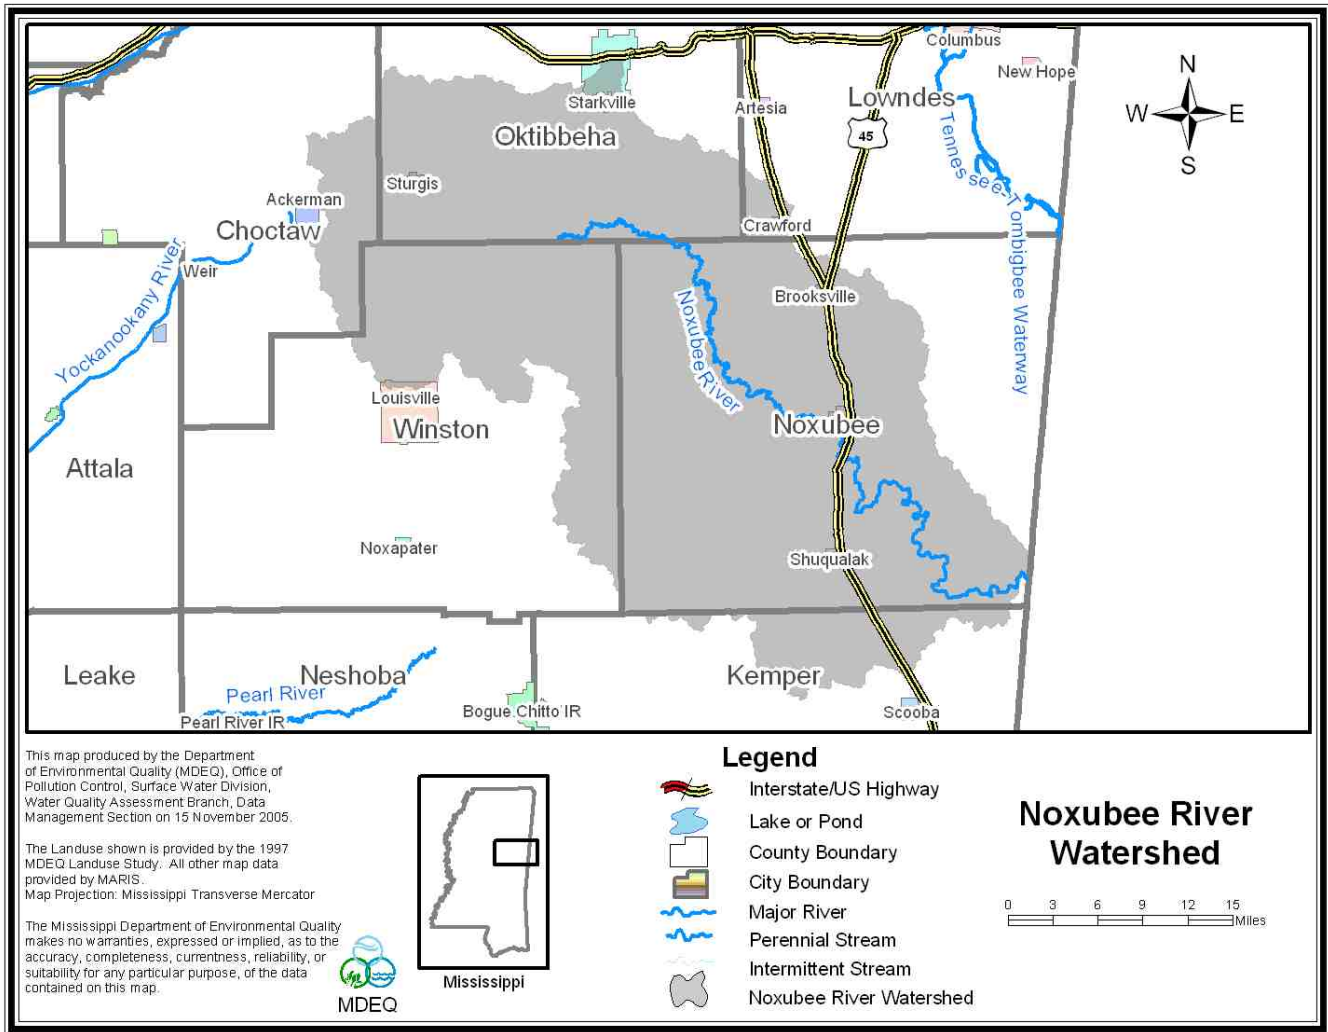 Columbus
New Hope
N
W E
S
Starkville
Artesia
Lowndes
45
Oktibbeha
Tennessee-Tombigbee Waterway
Sturgis
Ackerman
Choctaw
Crawford
Weir
Yockanookany River
Brooksville
Noxubee River
Louisville
Winston
Noxubee
Attala
Noxapater
Shuqualak
Leake
Neshoba
Kemper
Pearl River
Pearl River IR
Bogue Chitto IR
Scooba
This map produced by the Department
of Environmental Quality (MDEQ), Office of
Pollution Control, Surface Water Division,
Water Quality Assessment Branch, Data
Management Section on 15 November 2005.
The Landuse shown is provided by the 1997
MDEQ Landuse Study. All other map data
provided by MARIS.
Map Projection: Mississippi Transverse Mercator
The Mississippi Department of Environmental Quality
makes no warranties, expressed or implied, as to the
accuracy, completeness, currentness, reliability, or
suitability for any particular purpose, of the data
contained on this map.
MDEQ
Mississippi
Legend
Interstate/US Highway
Lake or Pond
County Boundary
City Boundary
Major River
Perennial Stream
Intermittent Stream
Noxubee River Watershed
Noxubee River
Watershed
0 3 6 9 12 15
Miles